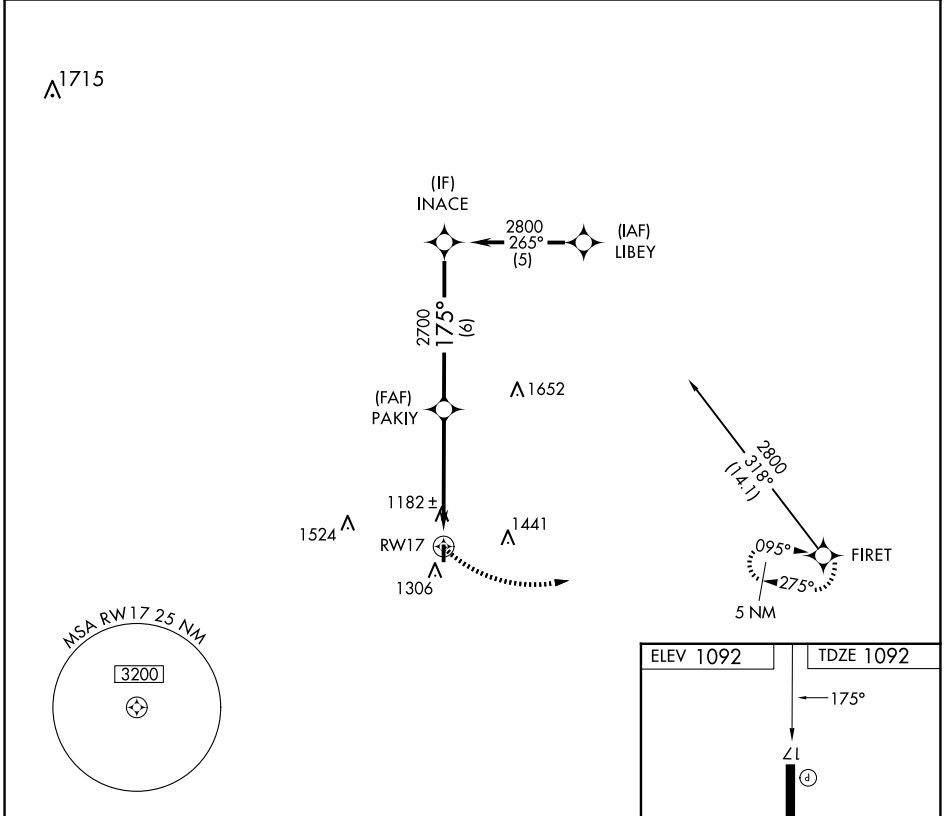 1715
(IF)
INACE
2800
265°
(5)
(IAF)
LIBEY
2700
175°
(6)
(FAF)
PAKIY
1652
2800
318°
(14.1)
1182 ±
1524
1441
RW17
1306
095°
FIRET
275°
5 NM
MSA RW17 25 NM
3200
ELEV 1092
TDZE 1092
175°
17
P